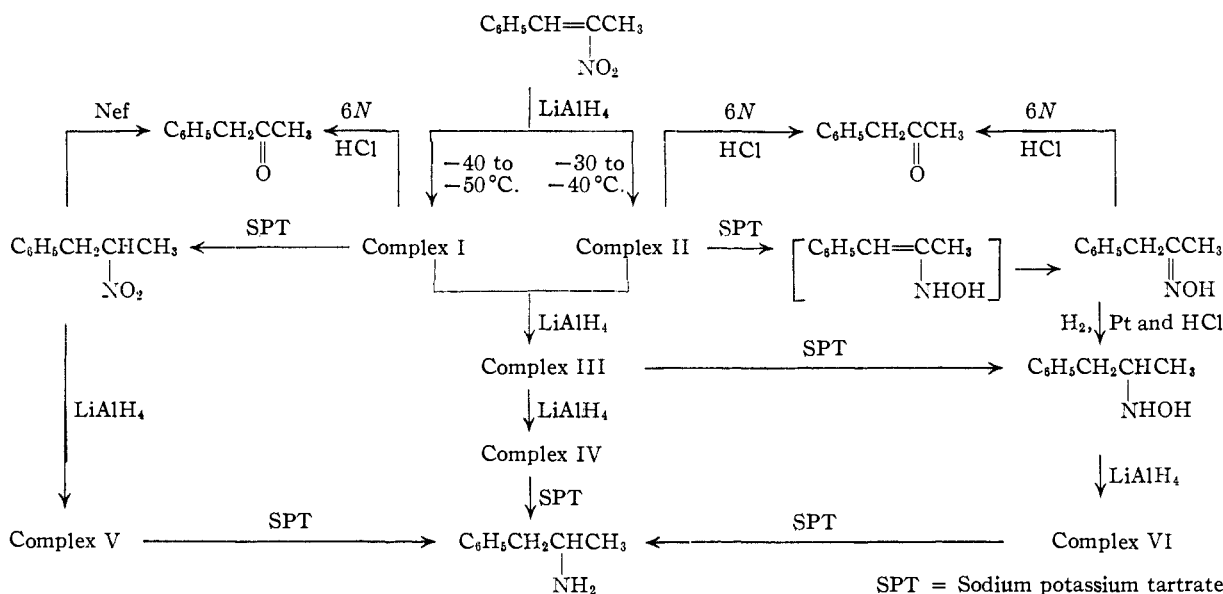 C₆H₅CH=CCH₃
NO₂
Nef
C₆H₅CH₂CCH₃
O
6N
HCl
LiAlH₄
6N
HCl
C₆H₅CH₂CCH₃
O
6N
HCl
−40 to
−50°C.
−30 to
−40°C.
C₆H₅CH₂CHCH₃
NO₂
SPT
Complex I
Complex II
SPT
C₆H₅CH=CCH₃
NHOH
C₆H₅CH₂CCH₃
NOH
LiAlH₄
H₂, Pt and HCl
Complex III
SPT
C₆H₅CH₂CHCH₃
NHOH
LiAlH₄
LiAlH₄
Complex IV
LiAlH₄
SPT
Complex V
SPT
C₆H₅CH₂CHCH₃
NH₂
SPT
Complex VI
SPT = Sodium potassium tartrate